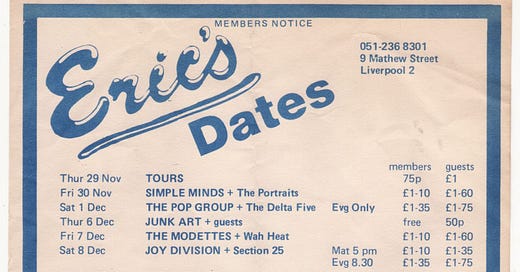 MEMBERS NOTICE
Eric's
Dates
051-236 8301
9 Mathew Street
Liverpool 2
members guests
Thur 29 Nov TOURS 75p £1
Fri 30 Nov SIMPLE MINDS + The Portraits £1-10 £1-60
Sat 1 Dec THE POP GROUP + The Delta Five Evg Only £1-35 £1-75
Thur 6 Dec JUNK ART + guests free 50p
Fri 7 Dec THE MODETTES + Wah Heat £1-10 £1-60
Sat 8 Dec JOY DIVISION + Section 25 Mat 5 pm £1-10 £1-35
Evg 8.30 £1-35 £1-75